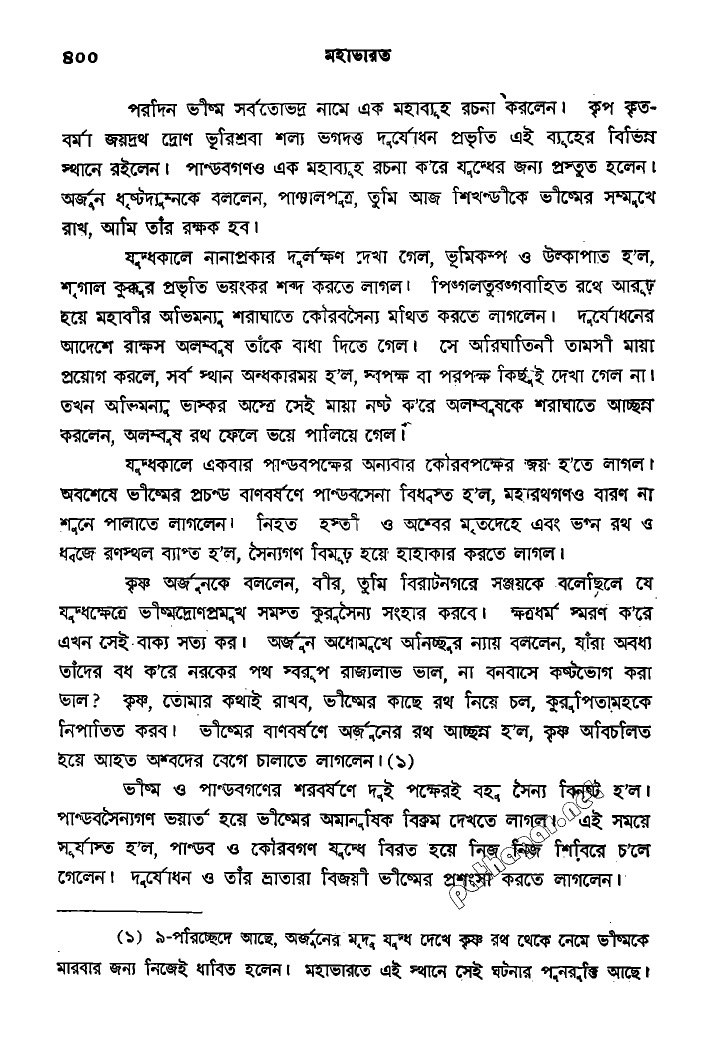 ৪০০ মহাভারত
পরদিন ভীষ্ম সর্বতোভদ্র নামে এক মহাব্যূহ রচনা করলেন। কৃপ কৃত-
বর্মা জয়দ্রথ দ্রোণ ভূরিশ্রবা শল্য ভগদত্ত দুর্যোধন প্রভৃতি এই ব্যূহের বিভিন্ন
স্থানে রইলেন। পাণ্ডবগণও এক মহাব্যূহ রচনা ক'রে যুদ্ধের জন্য প্রস্তুত হলেন।
অর্জুন ধৃষ্টদ্যুম্নকে বললেন, পাঞ্চালপুত্র, তুমি আজ শিখণ্ডীকে ভীষ্মের সম্মুখে
রাখ, আমি তাঁর রক্ষক হব।
যুদ্ধকালে নানাপ্রকার দুর্লক্ষণ দেখা গেল, ভূমিকম্প ও উল্কাপাত হ'ল,
শৃগাল কুক্কুর প্রভৃতি ভয়ংকর শব্দ করতে লাগল। পিঙ্গলতুরঙ্গবাহিত রথে আরূঢ়
হয়ে মহাবীর অভিমন্যু শরাঘাতে কৌরবসৈন্য মথিত করতে লাগলেন। দুর্যোধনের
আদেশে রাক্ষস অলম্বুষ তাঁকে বাধা দিতে গেল। সে অরিঘাতিনী তামসী মায়া
প্রয়োগ করলে, সর্ব স্থান অন্ধকারময় হ'ল, স্বপক্ষ বা পরপক্ষ কিছুই দেখা গেল না।
তখন অভিমন্যু ভাস্কর অস্ত্রে সেই মায়া নষ্ট ক'রে অলম্বুষকে শরাঘাতে আচ্ছন্ন
করলেন, অলম্বুষ রথ ফেলে ভয়ে পালিয়ে গেল।
যুদ্ধকালে একবার পাণ্ডবপক্ষের অন্যবার কৌরবপক্ষের জয় হ'তে লাগল।
অবশেষে ভীষ্মের প্রচণ্ড বাণবর্ষণে পাণ্ডবসেনা বিধ্বস্ত হ'ল, মহারথগণও বারণ না
শুনে পালাতে লাগলেন। নিহত হস্তী ও অশ্বের মৃতদেহে এবং ভগ্ন রথ ও
ধ্বজে রণস্থল ব্যাপ্ত হ'ল, সৈন্যগণ বিমূঢ় হয়ে হাহাকার করতে লাগল।
কৃষ্ণ অর্জুনকে বললেন, বীর, তুমি বিরাটনগরে সঞ্জয়কে বলেছিলে যে
যুদ্ধক্ষেত্রে ভীষ্মদ্রোণপ্রমুখ সমস্ত কুরুসৈন্য সংহার করবে। ক্ষত্রধর্ম স্মরণ ক'রে
এখন সেই বাক্য সত্য কর। অর্জুন অধোমুখে অনিচ্ছুর ন্যায় বললেন, যাঁরা অবধ্য
তাঁদের বধ ক'রে নরকের পথ স্বরূপ রাজ্যলাভ ভাল, না বনবাসে কষ্টভোগ করা
ভাল? কৃষ্ণ, তোমার কথাই রাখব, ভীষ্মের কাছে রথ নিয়ে চল, কুরুপিতামহকে
নিপাতিত করব। ভীষ্মের বাণবর্ষণে অর্জুনের রথ আচ্ছন্ন হ'ল, কৃষ্ণ অবিচলিত
হয়ে আহত অশ্বদের বেগে চালাতে লাগলেন।(১)
ভীষ্ম ও পাণ্ডবগণের শরবর্ষণে দুই পক্ষেরই বহু সৈন্য বিনষ্ট হ'ল।
পাণ্ডবসৈন্যগণ ভয়ার্ত হয়ে ভীষ্মের অমানুষিক বিক্রম দেখতে লাগল। এই সময়ে
সূর্যাস্ত হ'ল, পাণ্ডব ও কৌরবগণ যুদ্ধে বিরত হয়ে নিজ নিজ শিবিরে চ'লে
গেলেন। দুর্যোধন ও তাঁর ভ্রাতারা বিজয়ী ভীষ্মের প্রশংসা করতে লাগলেন।
pathagar.net
(১) ৯-পরিচ্ছেদে আছে, অর্জুনের মৃদু যুদ্ধ দেখে কৃষ্ণ রথ থেকে নেমে ভীষ্মকে
মারবার জন্য নিজেই ধাবিত হলেন। মহাভারতে এই স্থানে সেই ঘটনার পুনরুক্তি আছে।